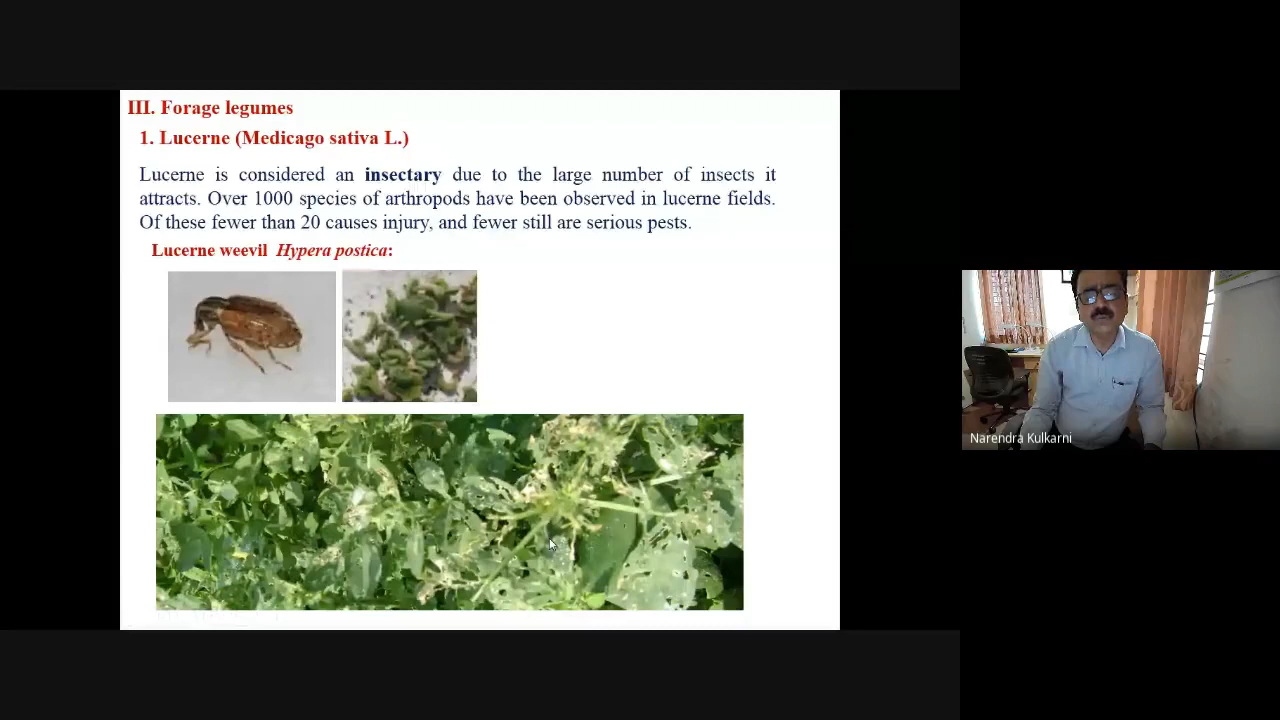 III. Forage legumes
1. Lucerne (Medicago sativa L.)
Lucerne is considered an insectary due to the large number of insects it
attracts. Over 1000 species of arthropods have been observed in lucerne fields.
Of these fewer than 20 causes injury, and fewer still are serious pests.
Lucerne weevil Hypera postica:
Narendra Kulkarni